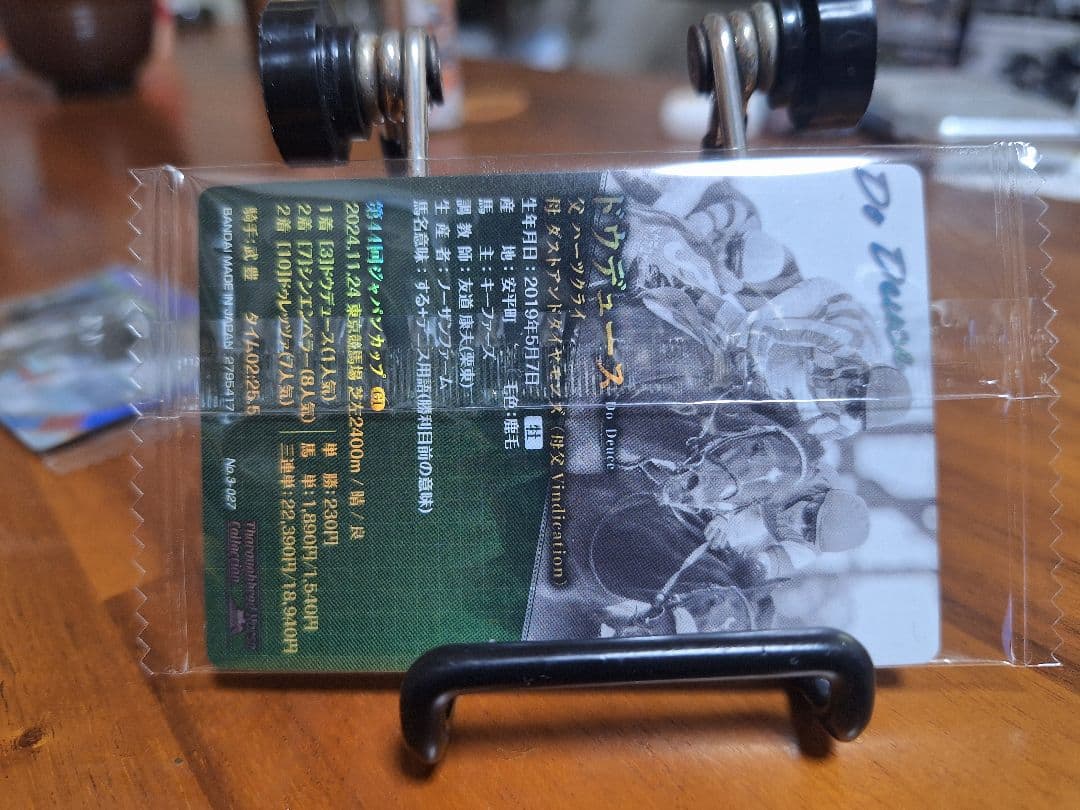 Do Deuce
ドウデュース Do Deuce
父 ハーツクライ
母 ダストアンドダイヤモンズ(母父 Vindication)
生年月日:2019年5月7日 牡
産地:安平町 毛色:鹿毛
馬主:キーファーズ
調教師:友道 康夫(栗東)
生産者:ノーザンファーム
馬名意味:する+テニス用語(勝利目前の意味)
第44回ジャパンカップ GI
2024.11.24 東京競馬場 芝左2400m / 晴 / 良
1着 [3]ドウデュース(1人気) 単勝:230円
2着 [7]シンエンペラー(8人気) 馬単:1,890円/1,540円
2着 [10]ドゥレッツァ(7人気) 三連単:22,390円/18,940円
騎手:武 豊 タイム02:25.5
BANDAI MADE IN JAPAN 2795417 No.3-027
Thoroughbred
Collection